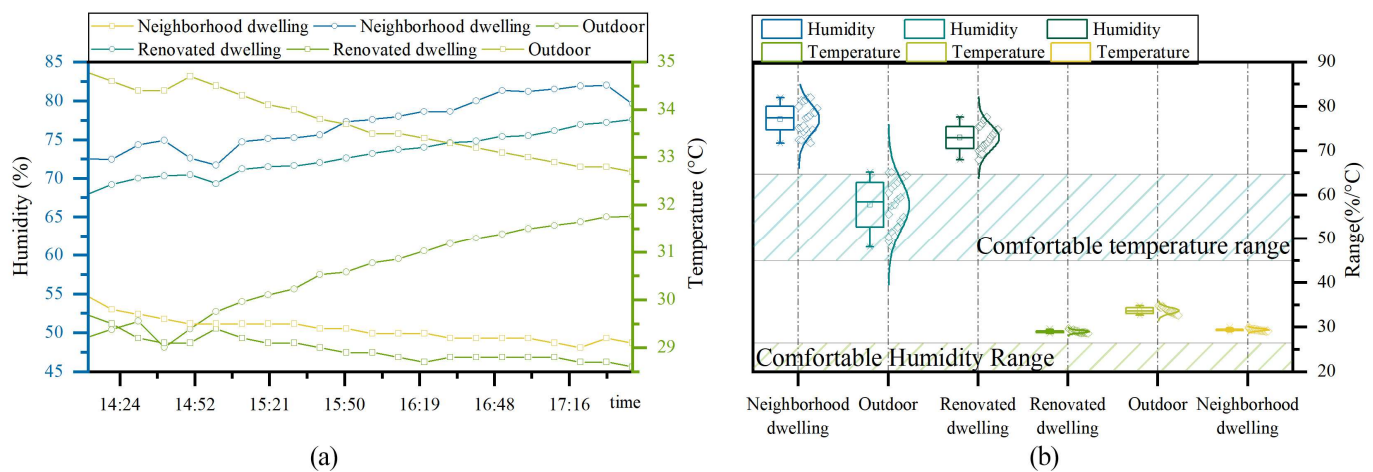 (a)
Neighborhood dwelling Neighborhood dwelling Outdoor
Renovated dwelling Renovated dwelling Outdoor
Humidity (%)
85
80
75
70
65
60
55
50
45
Temperature (°C)
35
34
33
32
31
30
29
14:24 14:52 15:21 15:50 16:19 16:48 17:16 time
(b)
Humidity Humidity Humidity
Temperature Temperature Temperature
Comfortable temperature range
Comfortable Humidity Range
Range(%/°C)
90
80
70
60
50
40
30
20
Neighborhood Outdoor Renovated Renovated Outdoor Neighborhood
dwelling dwelling dwelling dwelling